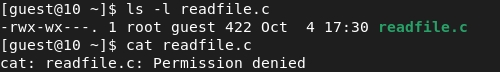 [guest@10 ~]$ ls -l readfile.c
-rwx-wx---. 1 root guest 422 Oct  4 17:30 readfile.c
[guest@10 ~]$ cat readfile.c
cat: readfile.c: Permission denied